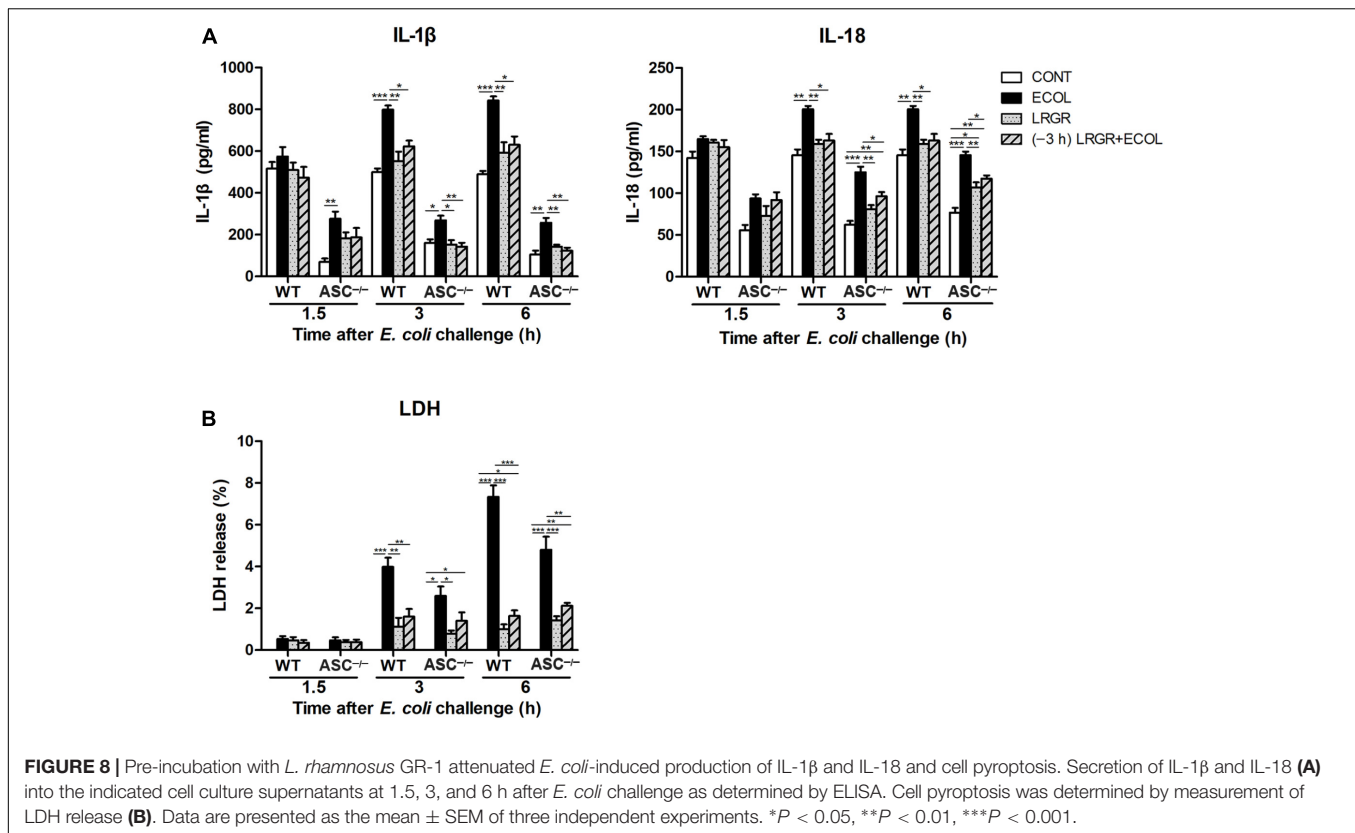 A
IL-1β
IL-18
1000
800
600
400
200
0
IL-1β (pg/ml)
*** ** *
** 
* * **
*** ** *
** ** **
WT ASC−/− WT ASC−/− WT ASC−/−
1.5 3 6
Time after E. coli challenge (h)
250
200
150
100
50
0
IL-18 (pg/ml)
** ** *
*** ** ** *
** ** *
*** ** * ** *
WT ASC−/− WT ASC−/− WT ASC−/−
1.5 3 6
Time after E. coli challenge (h)
CONT
ECOL
LRGR
(−3 h) LRGR+ECOL
B
LDH
10
8
6
4
2
0
LDH release (%)
*** ** **
* * *
*** *** * ***
*** *** ** **
WT ASC−/− WT ASC−/− WT ASC−/−
1.5 3 6
Time after E. coli challenge (h)
FIGURE 8 | Pre-incubation with L. rhamnosus GR-1 attenuated E. coli-induced production of IL-1β and IL-18 and cell pyroptosis. Secretion of IL-1β and IL-18 (A)
into the indicated cell culture supernatants at 1.5, 3, and 6 h after E. coli challenge as determined by ELISA. Cell pyroptosis was determined by measurement of
LDH release (B). Data are presented as the mean ± SEM of three independent experiments. *P < 0.05, **P < 0.01, ***P < 0.001.